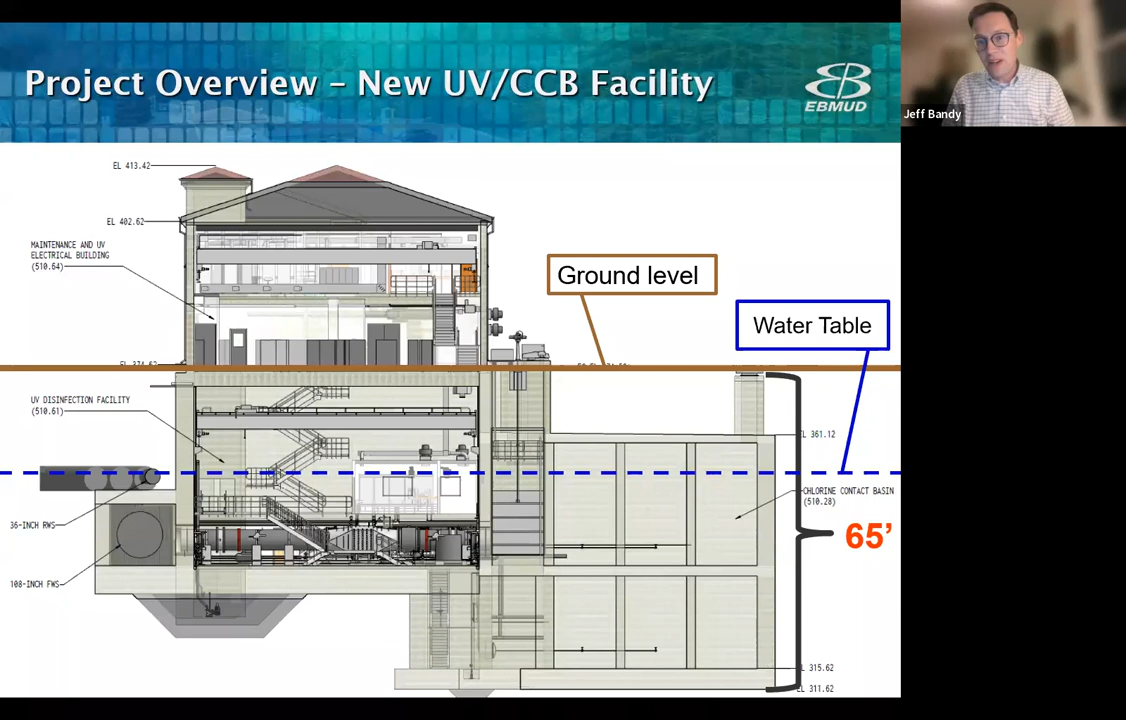 Project Overview – New UV/CCB Facility
EBMUD
Jeff Bandy
EL 413.42
EL 402.62
MAINTENANCE AND UV
ELECTRICAL BUILDING
(510.64)
Ground level
Water Table
UV DISINFECTION FACILITY
(510.61)
EL 361.12
CHLORINE CONTACT BASIN
(510.28)
36-INCH RWS
65’
108-INCH FWS
EL 315.62
EL 311.62